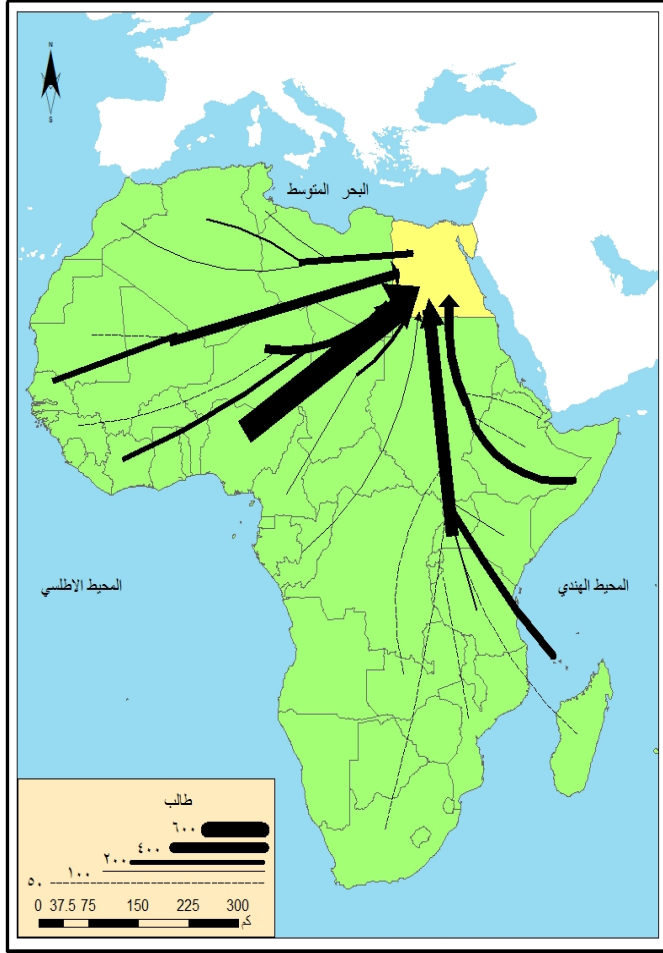 N
S
البحر المتوسط
المحيط الاطلسي
المحيط الهندي
طالب
٦٠٠
٤٠٠
٢٠٠
١٠٠
٥٠
0 37.5 75 150 225 300
كم